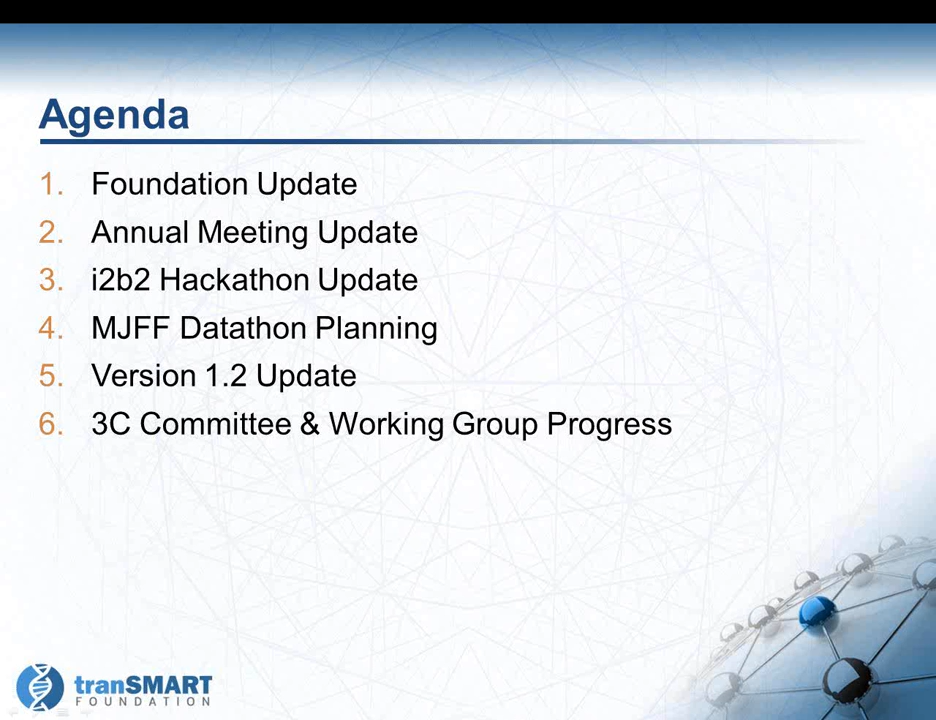 Agenda
1. Foundation Update
2. Annual Meeting Update
3. i2b2 Hackathon Update
4. MJFF Datathon Planning
5. Version 1.2 Update
6. 3C Committee & Working Group Progress
tranSMART
FOUNDATION